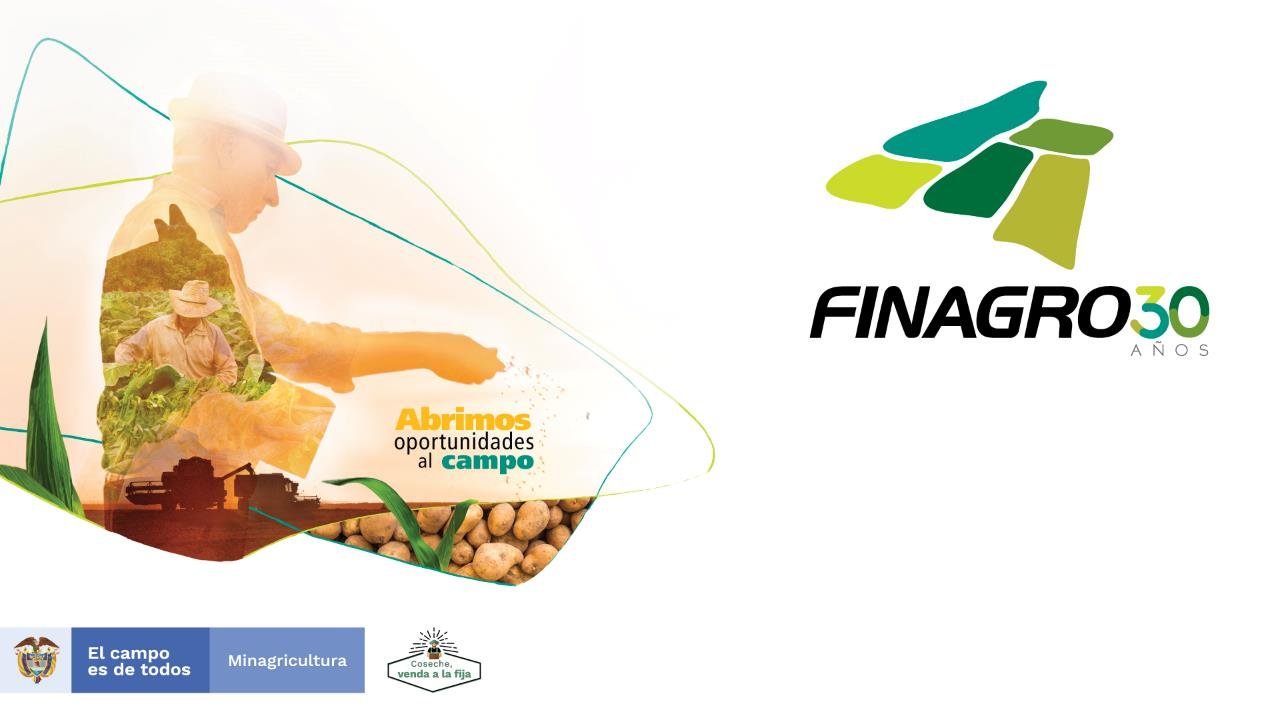 FINAGRO30
AÑOS
Abrimos
oportunidades
al campo
El campo
es de todos
Minagricultura
Coseche,
venda a la fija